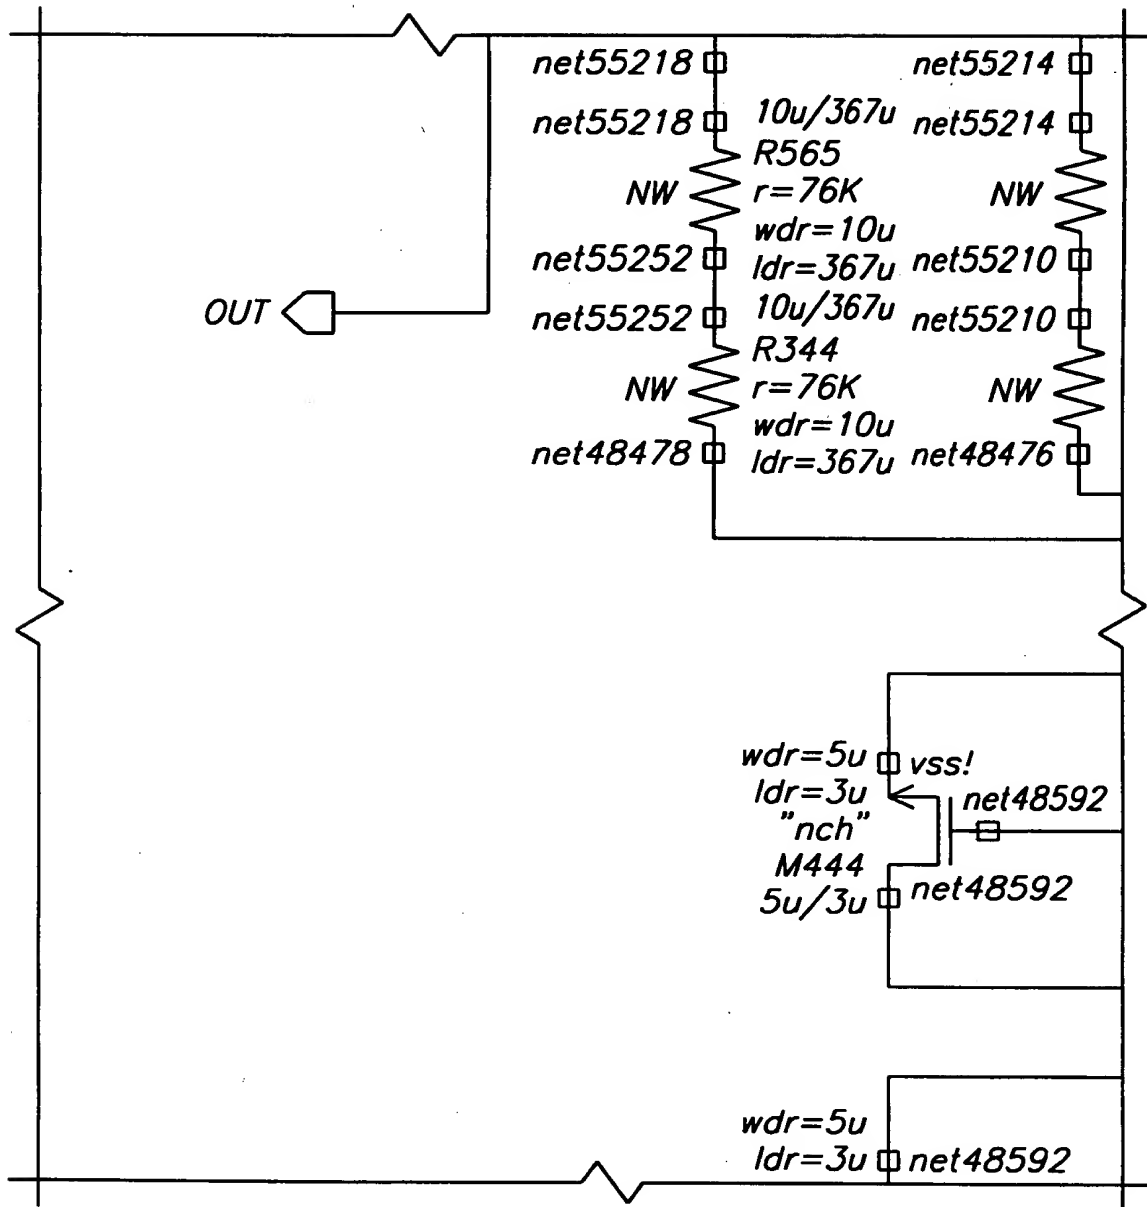 net55218
net55214
net55218
10u/367u
net55214
R565
NW
r=76K
NW
wdr=10u
net55252
ldr=367u
net55210
OUT
net55252
10u/367u
net55210
R344
NW
r=76K
NW
wdr=10u
net48478
ldr=367u
net48476
wdr=5u
vss!
ldr=3u
net48592
"nch"
M444
5u/3u
net48592
wdr=5u
ldr=3u
net48592